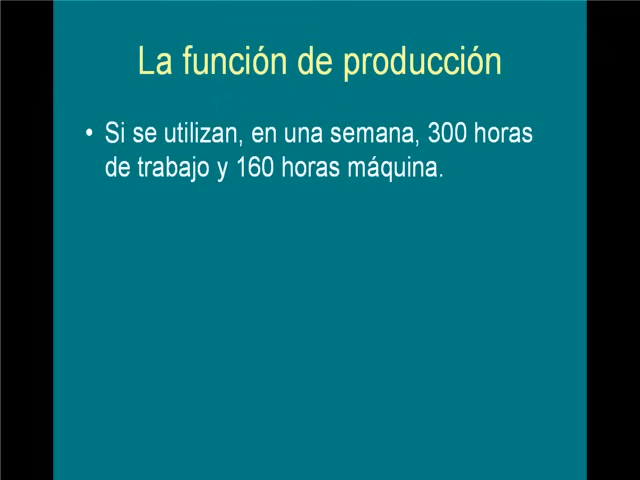 La función de producción
• Si se utilizan, en una semana, 300 horas
de trabajo y 160 horas máquina.